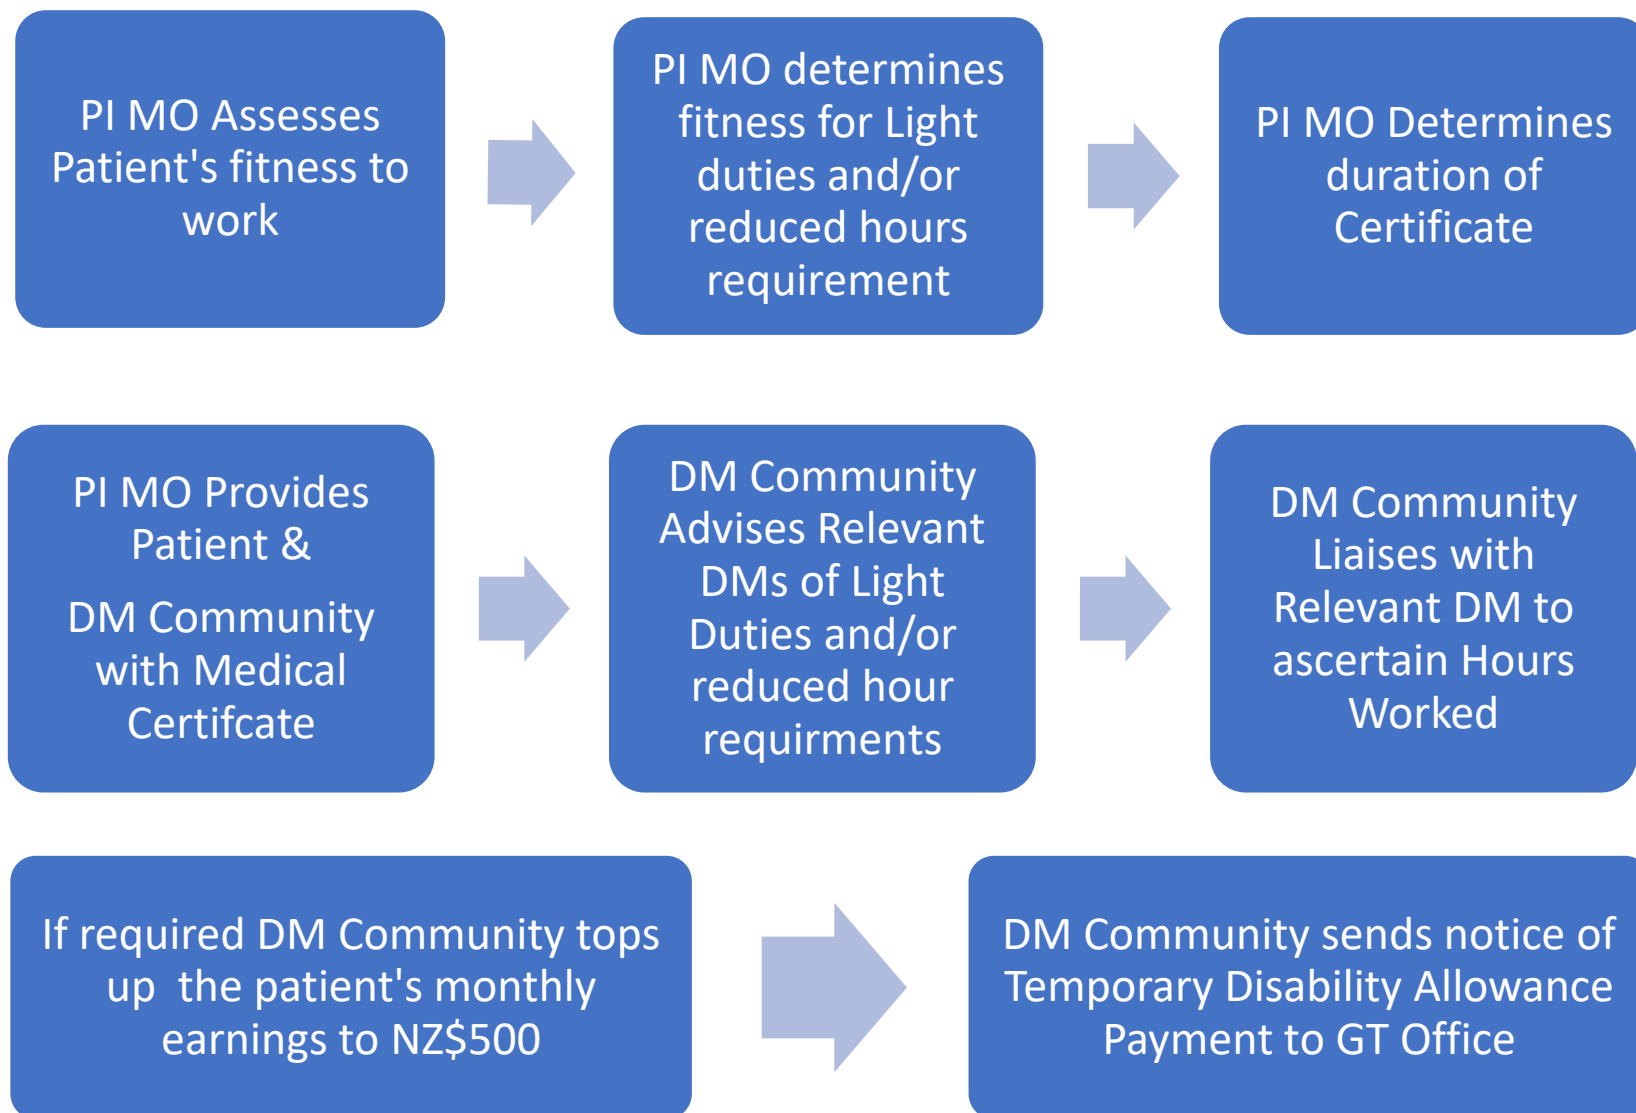 PI MO Assesses
Patient's fitness to
work
PI MO determines
fitness for Light
duties and/or
reduced hours
requirement
PI MO Determines
duration of
Certificate
PI MO Provides
Patient &
DM Community
with Medical
Certifcate
DM Community
Advises Relevant
DMs of Light
Duties and/or
reduced hour
requirments
DM Community
Liaises with
Relevant DM to
ascertain Hours
Worked
If required DM Community tops
up  the patient's monthly
earnings to NZ$500
DM Community sends notice of
Temporary Disability Allowance
Payment to GT Office